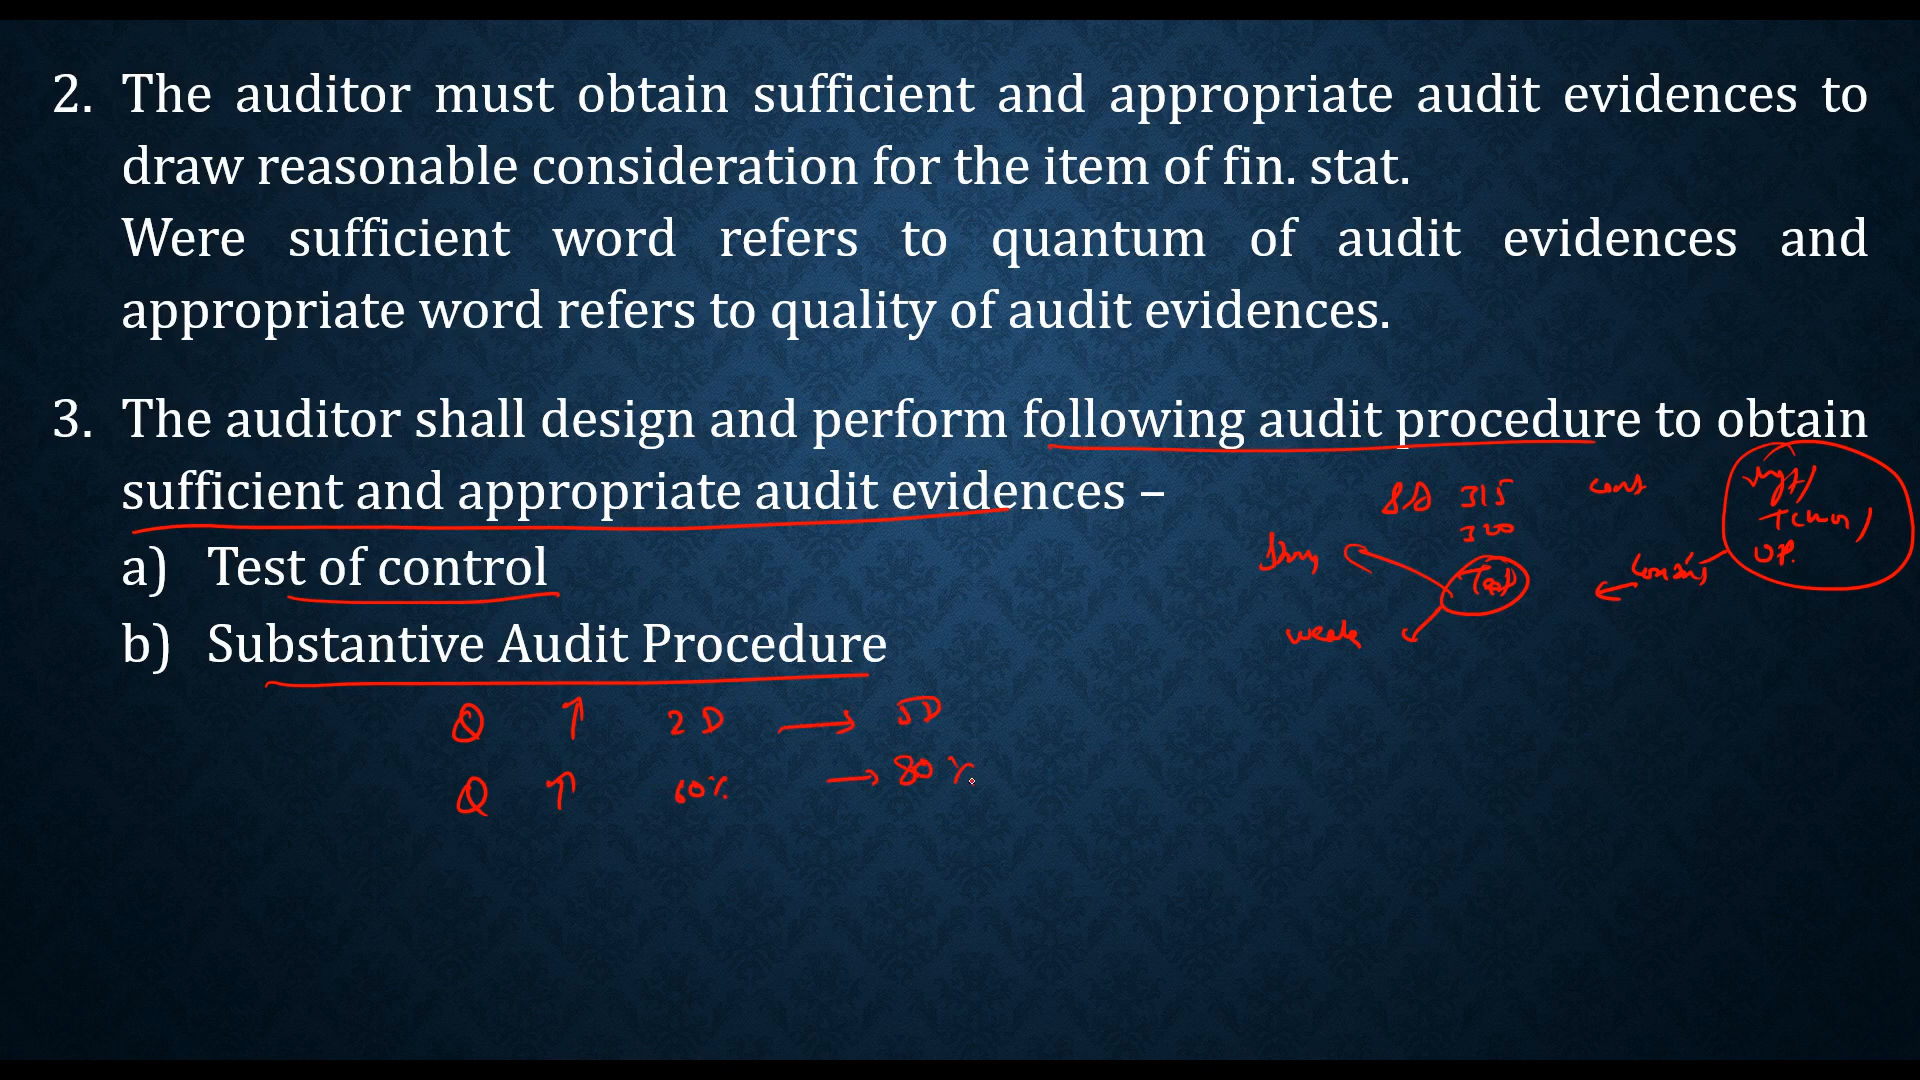 2. The auditor must obtain sufficient and appropriate audit evidences to
draw reasonable consideration for the item of fin. stat.
Were sufficient word refers to quantum of audit evidences and
appropriate word refers to quality of audit evidences.
3. The auditor shall design and perform following audit procedure to obtain
sufficient and appropriate audit evidences –
SA 315
300
a) Test of control
weak
b) Substantive Audit Procedure
Q ↑ 2D → 5D
Q ↑ 60% → 80%